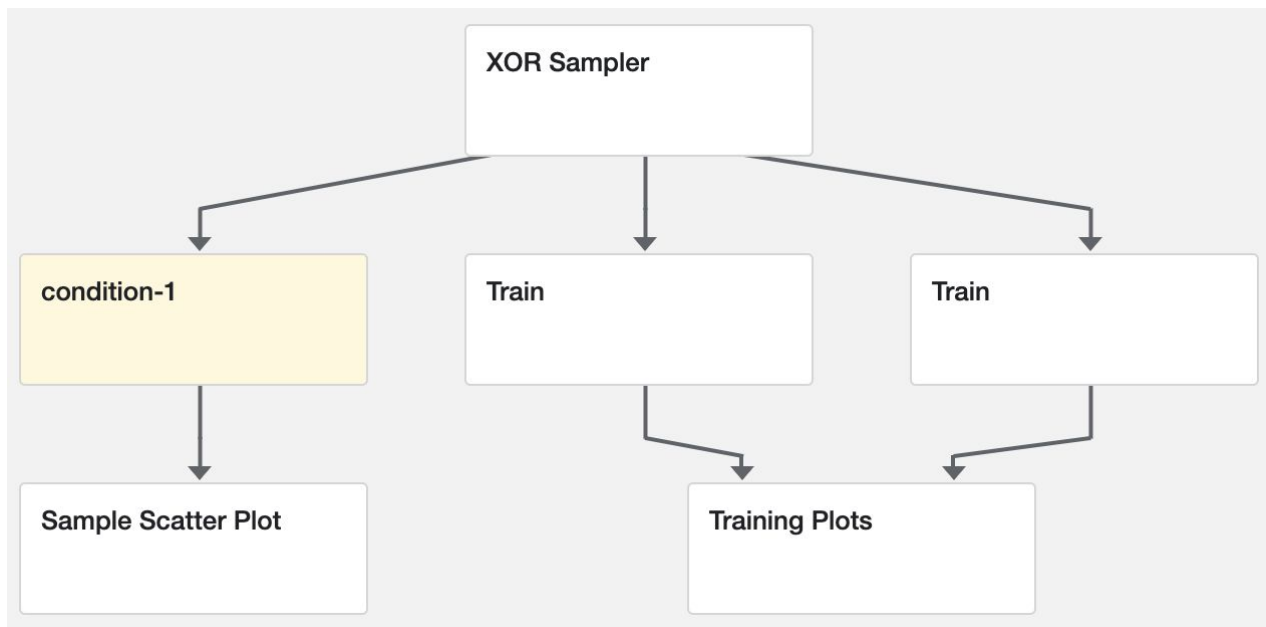 XOR Sampler
condition-1
Train
Train
Sample Scatter Plot
Training Plots